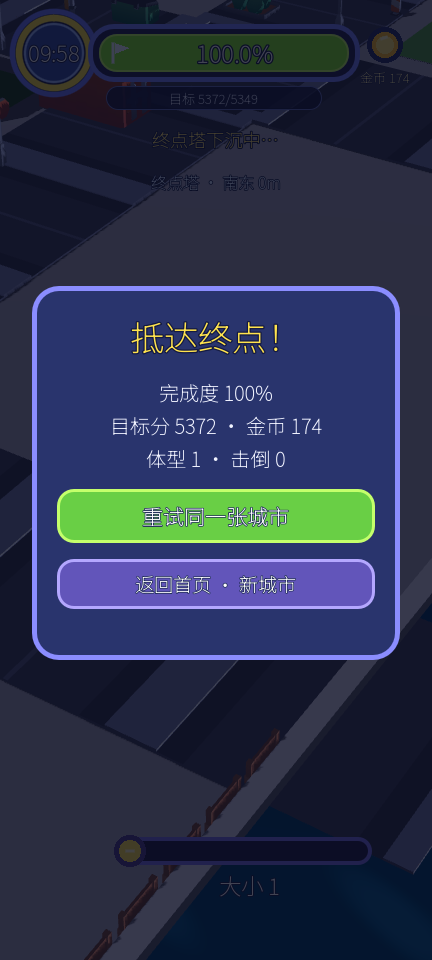 09:58
100.0%
金币 174
目标 5372/5349
终点塔下沉中…
终点塔 · 南东 0m
抵达终点！
完成度 100%
目标分 5372 · 金币 174
体型 1 · 击倒 0
重试同一张城市
返回首页 · 新城市
大小 1